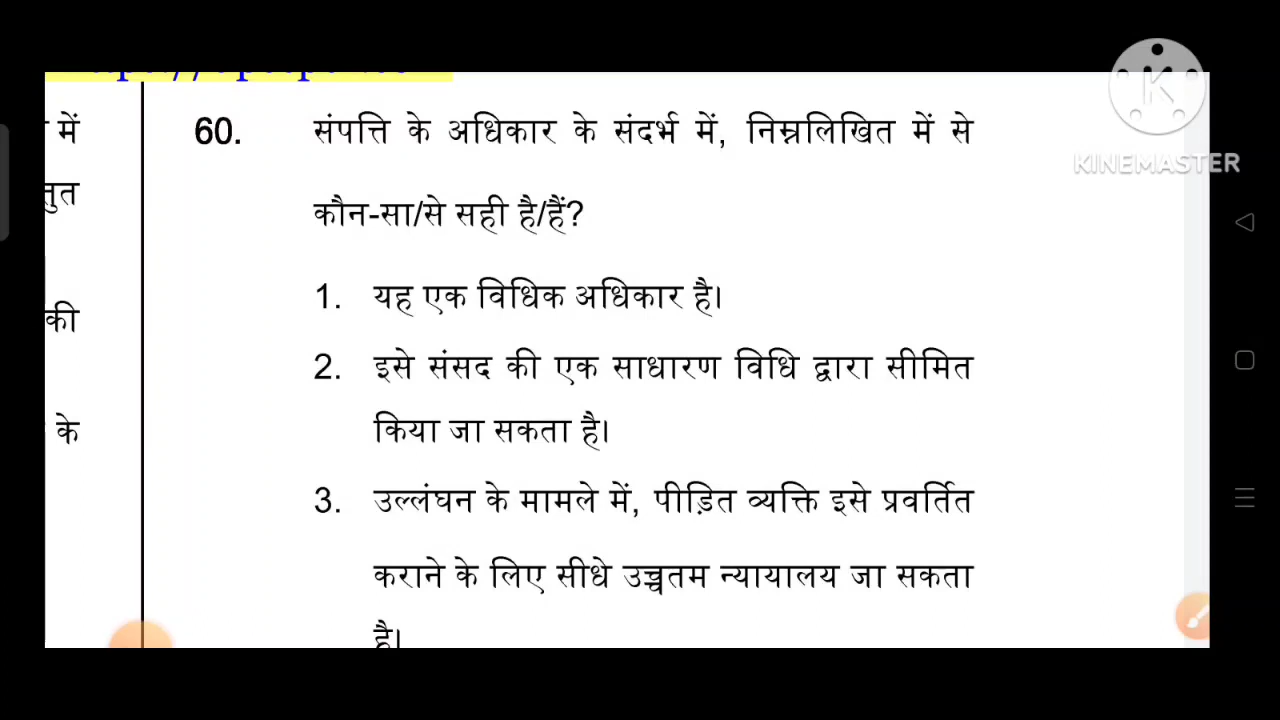 में
60. संपत्ति के अधिकार के संदर्भ में, निम्नलिखित में से
KINEMASTER
तुत
कौन-सा/से सही है/हैं?
1. यह एक विधिक अधिकार है।
की
2. इसे संसद की एक साधारण विधि द्वारा सीमित
किया जा सकता है।
के
3. उल्लंघन के मामले में, पीड़ित व्यक्ति इसे प्रवर्तित
कराने के लिए सीधे उच्चतम न्यायालय जा सकता
है।